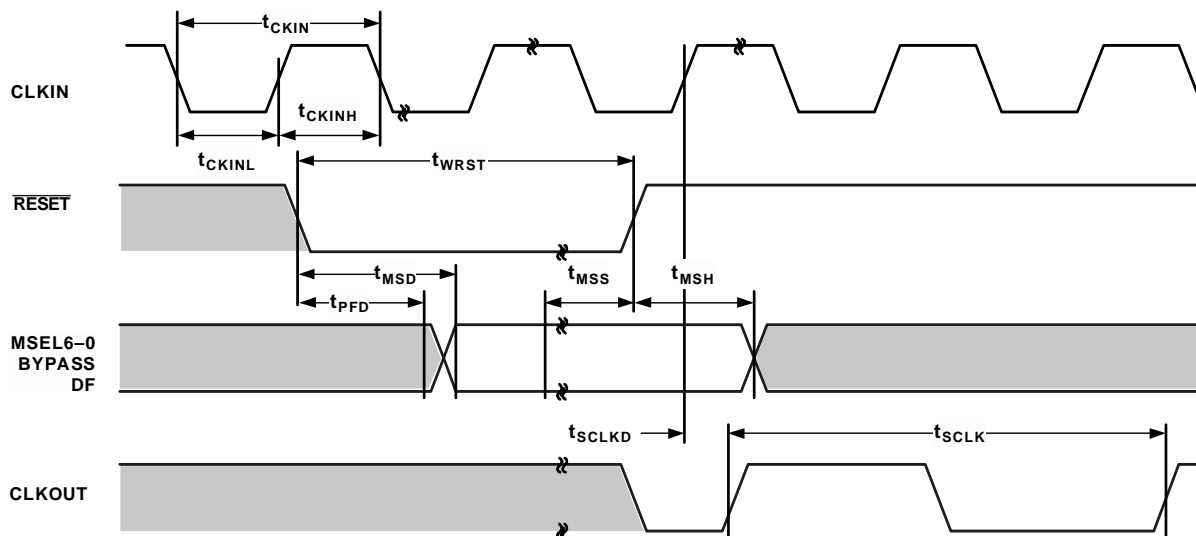 tCKIN
CLKIN
tCKINH
tCKINL
tWRST
RESET
tMSD
tMSS
tMSH
tPFD
MSEL6–0
BYPASS
DF
tSCLKD
tSCLK
CLKOUT